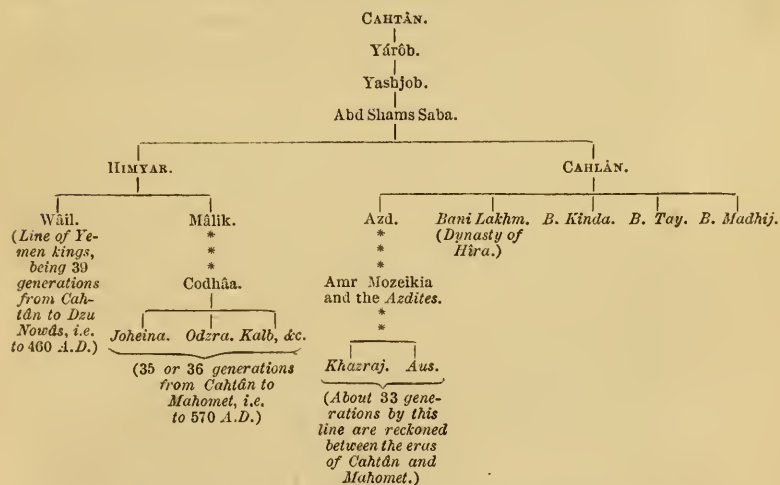 CAHTÂN.
Yárôb.
Yashjob.
Abd Shams Saba.
HIMYAR. CAHLÂN.
Wâil. Mâlik. Azd. Bani Lakhm. B. Kinda. B. Tay. B. Madhij.
(Line of Ye-
men kings,
being 39
generations
from Cah-
tân to Dzu
Nowâs, i.e.
to 460 A.D.)
*
*
*
Codhâa.
Joheina. Odzra. Kalb, &c.
(35 or 36 generations
from Cahtân to
Mahomet, i.e.
to 570 A.D.)
*
*
*
*
Amr Mozeikia
and the Azdites.
*
*
Khazraj. Aus.
(About 33 gene-
rations by this
line are reckoned
between the eras
of Cahtân and
Mahomet.)
(Dynasty of
Hîra.)